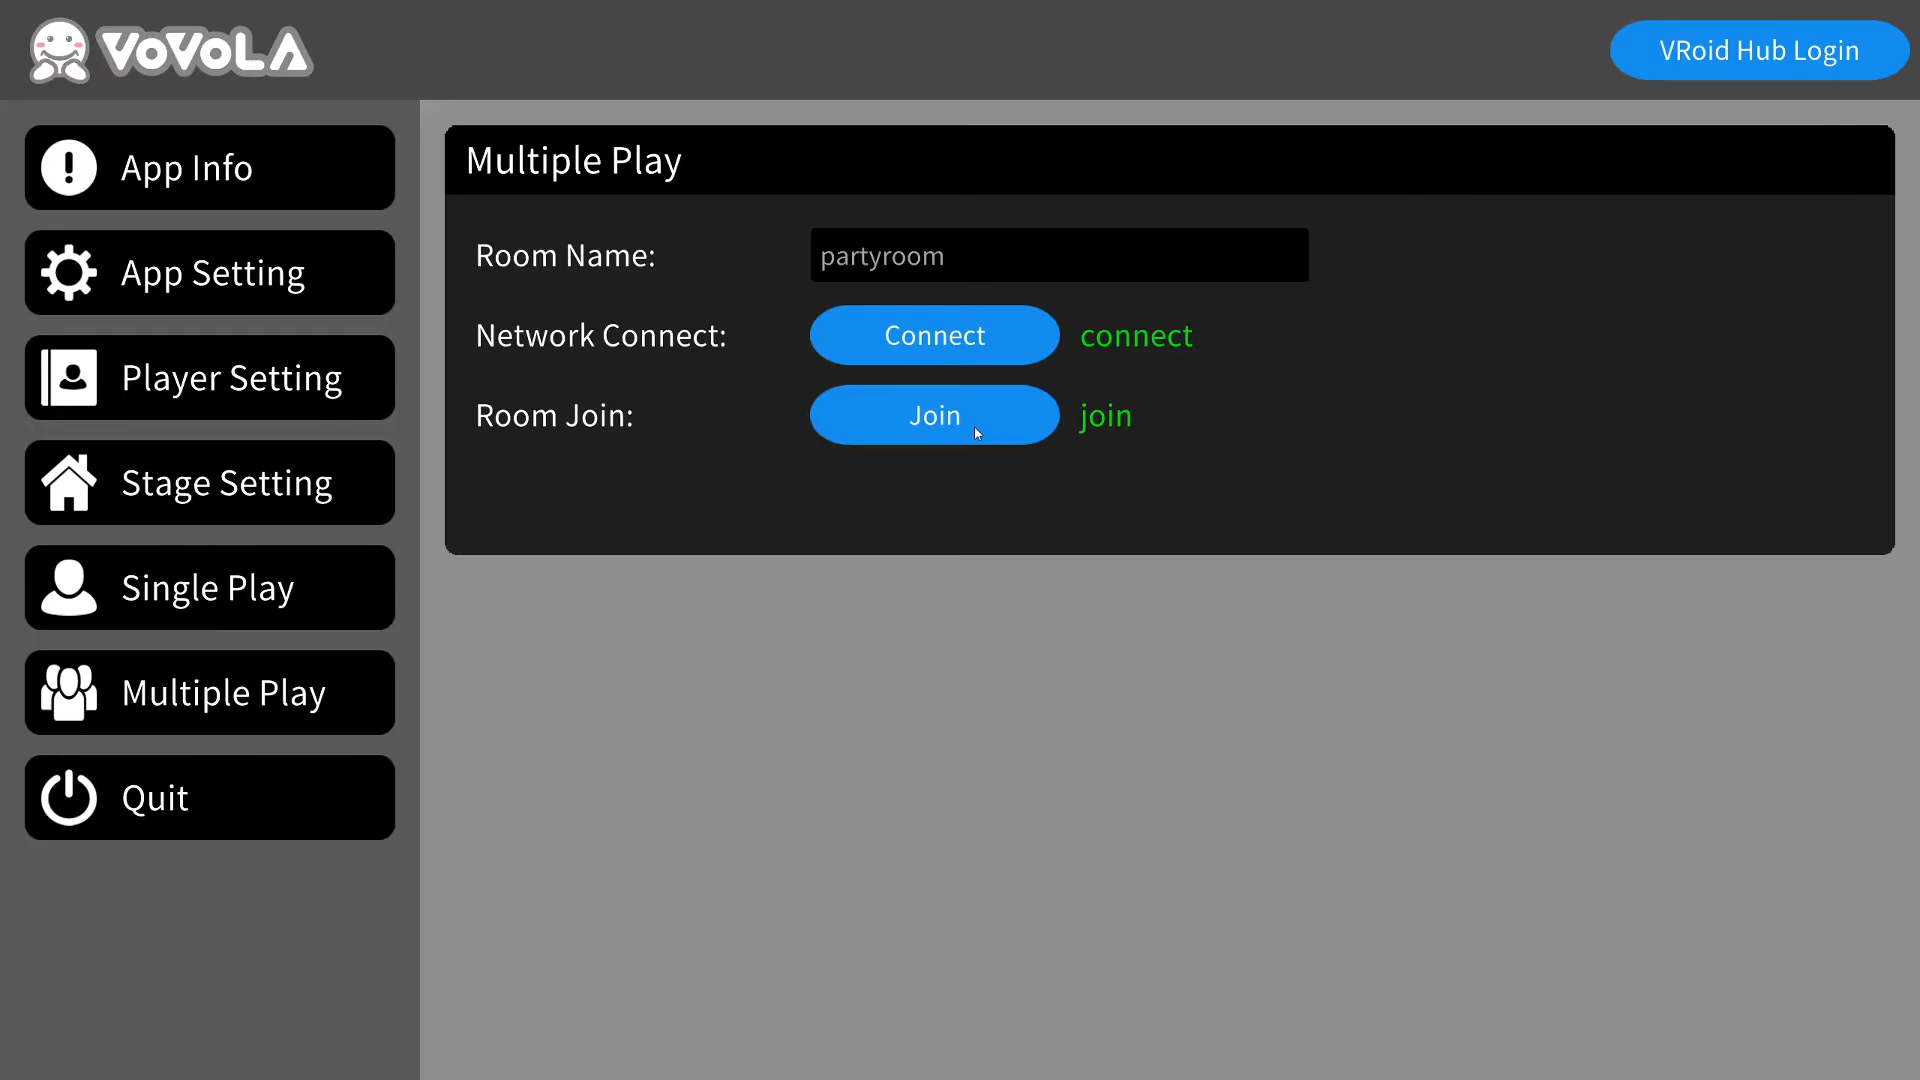 VOVOLA
VRoid Hub Login
App Info
App Setting
Player Setting
Stage Setting
Single Play
Multiple Play
Quit
Multiple Play
Room Name: partyroom
Network Connect: Connect connect
Room Join: Join join